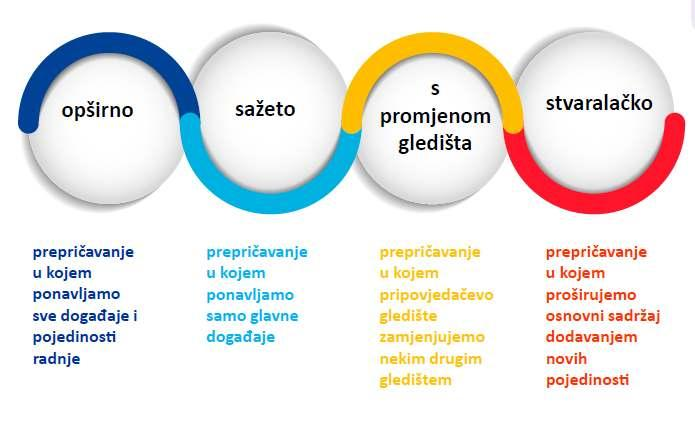 opširno
sažeto
s
promjenom
gledišta
stvaralačko
prepričavanje
u kojem
ponavljamo
sve događaje i
pojedinosti
radnje
prepričavanje
u kojem
ponavljamo
samo glavne
događaje
prepričavanje
u kojem
pripovjedačevo
gledište
zamjenjujemo
nekim drugim
gledištem
prepričavanje
u kojem
proširujemo
osnovni sadržaj
dodavanjem
novih
pojedinosti